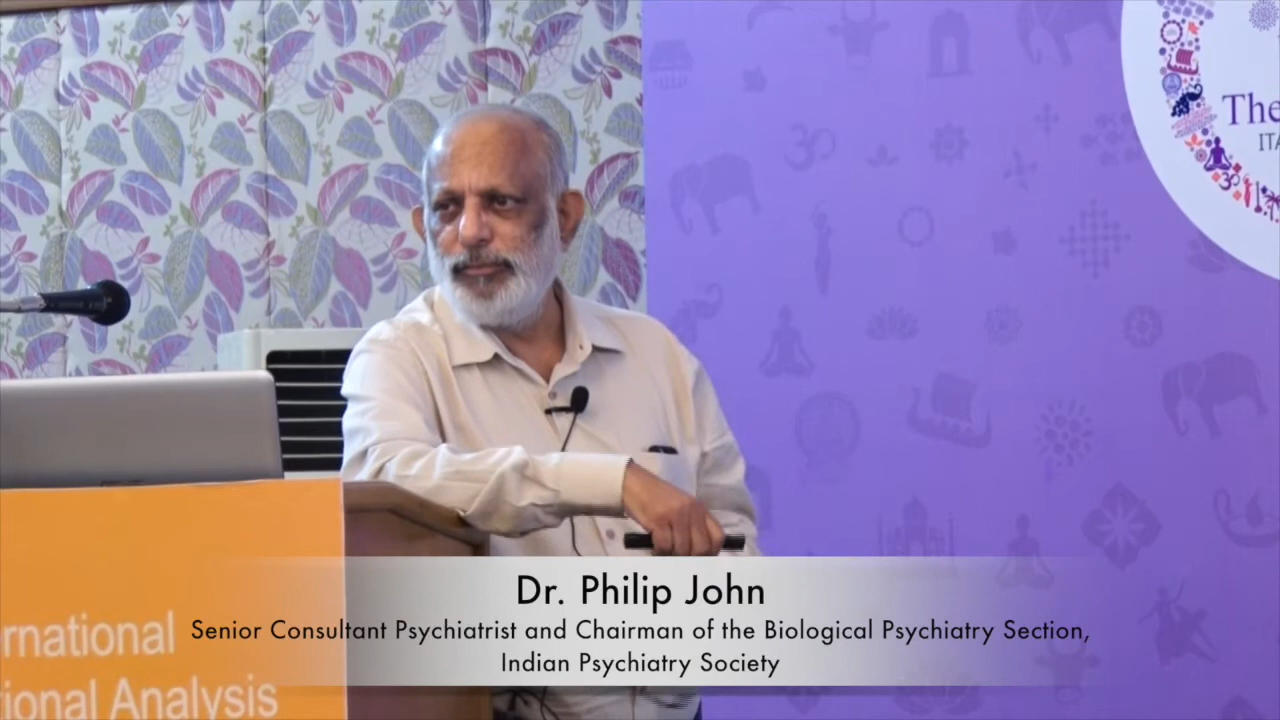 The
ITA
Dr. Philip John
Senior Consultant Psychiatrist and Chairman of the Biological Psychiatry Section,
Indian Psychiatry Society
rnational
ional Analysis